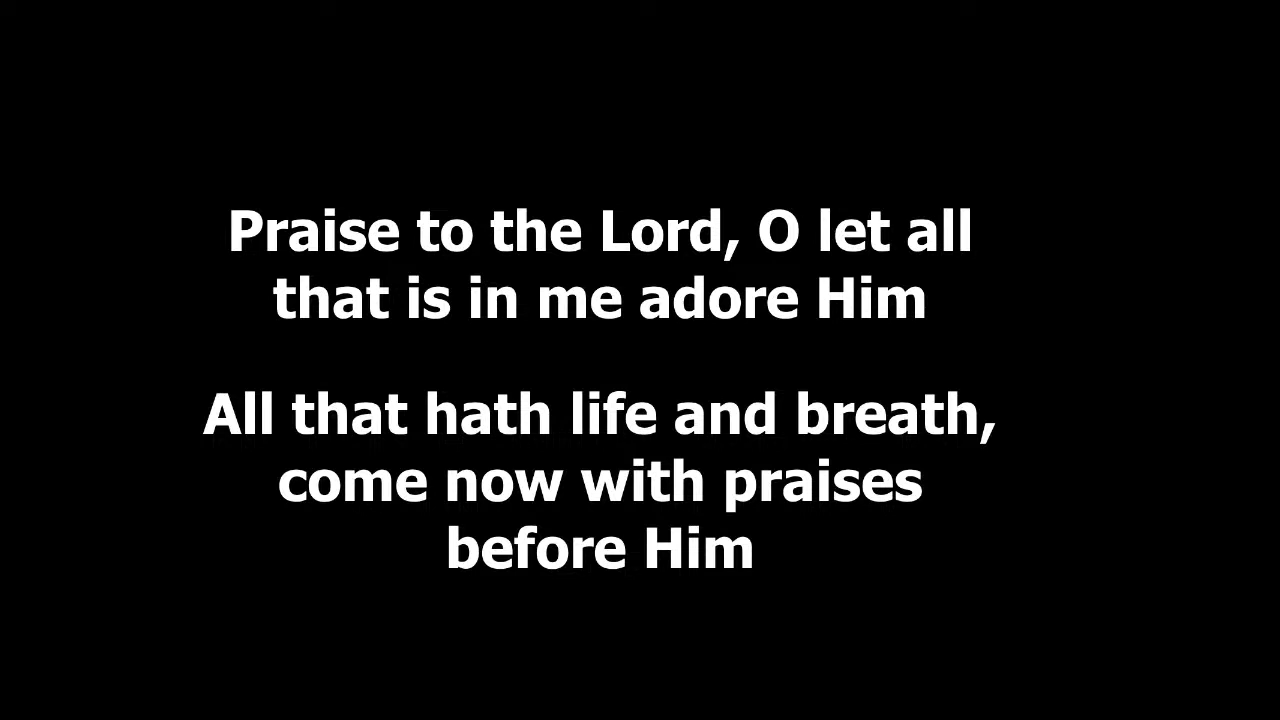 Praise to the Lord, O let all
that is in me adore Him
All that hath life and breath,
come now with praises
before Him